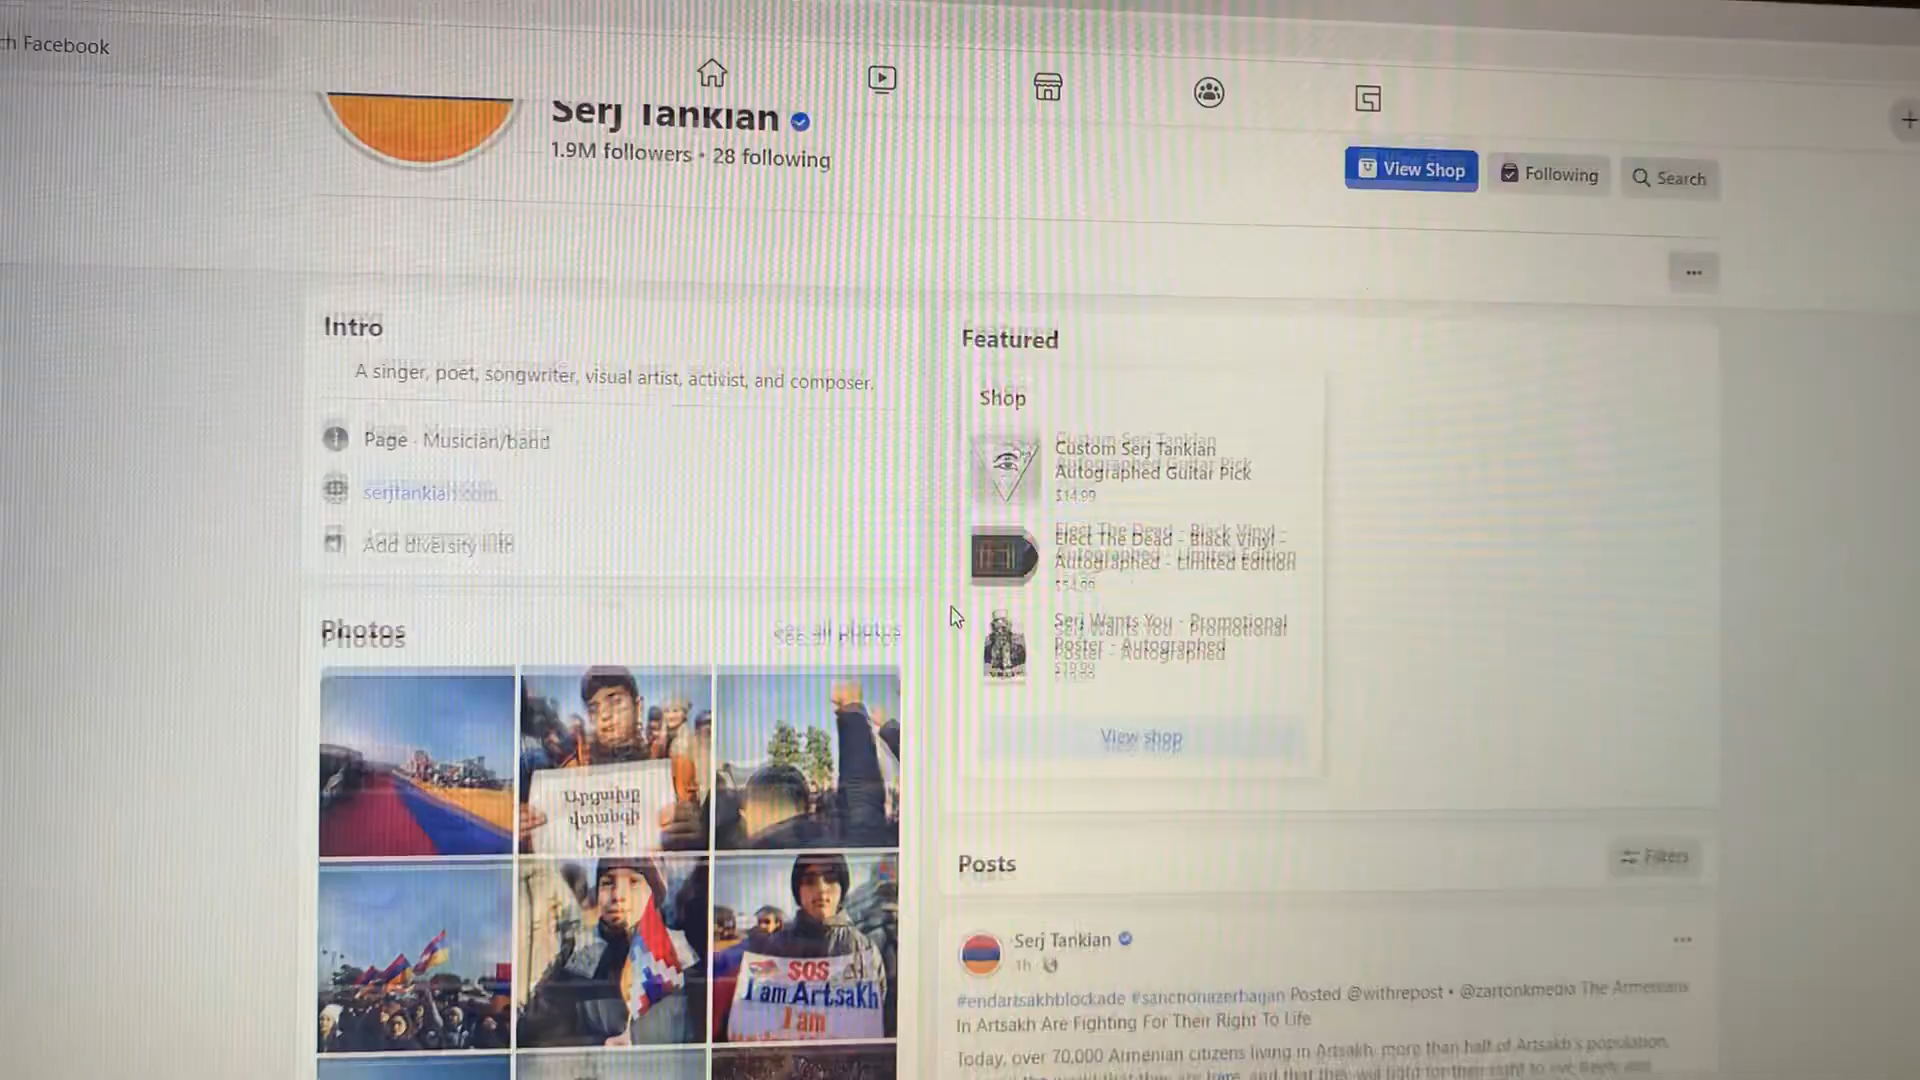 ch Facebook
Serj Tankian
1.9M followers • 28 following
View Shop
Following
Search
Intro
A singer, poet, songwriter, visual artist, activist, and composer.
Page · Musician/band
serjtankian.com
Add diversity info
Photos
See all photos
Արցախը
վտանգի
մեջ է
SOS
I am Artsakh
I am
Featured
Shop
Custom Serj Tankian
Autographed Guitar Pick
$14.99
Elect The Dead - Black Vinyl -
Autographed - Limited Edition
$54.99
Serj Wants You - Promotional
Poster - Autographed
$19.99
View shop
Posts
Filters
Serj Tankian
1h
#endartsakhblockade #sanctionazerbaijan Posted @withrepost • @zartonkmedia The Armenians
In Artsakh Are Fighting For Their Right To Life
Today, over 70,000 Armenian citizens living in Artsakh, more than half of Artsakh's population,